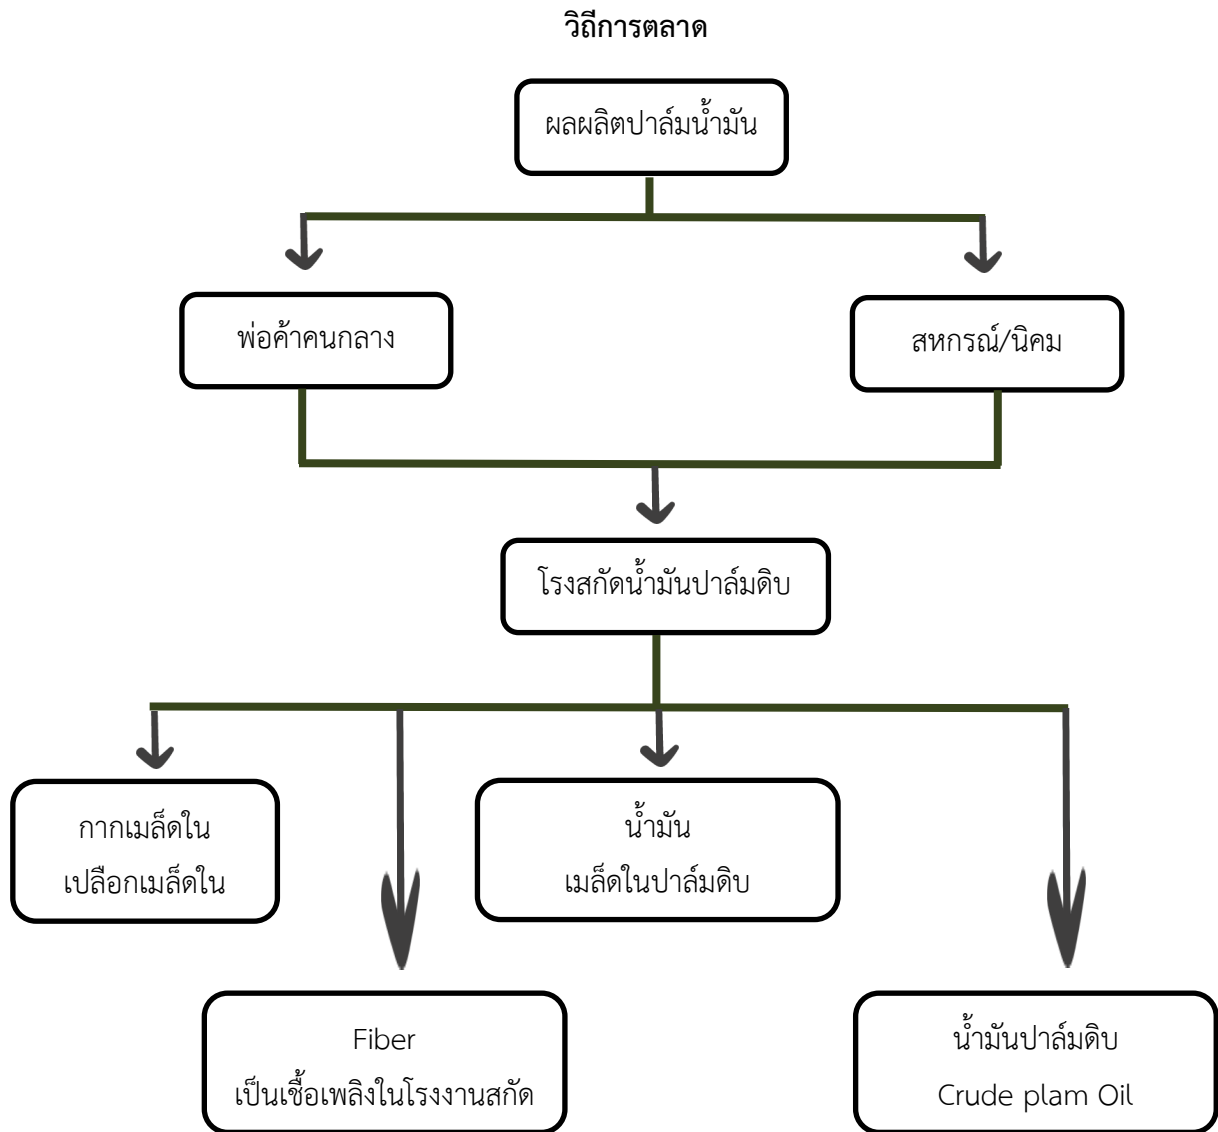 วิถีการตลาด
ผลผลิตปาล์มน้ำมัน
พ่อค้าคนกลาง
สหกรณ์/นิคม
โรงสกัดน้ำมันปาล์มดิบ
กากเมล็ดใน
เปลือกเมล็ดใน
น้ำมัน
เมล็ดในปาล์มดิบ
Fiber
เป็นเชื้อเพลิงในโรงงานสกัด
น้ำมันปาล์มดิบ
Crude plam Oil